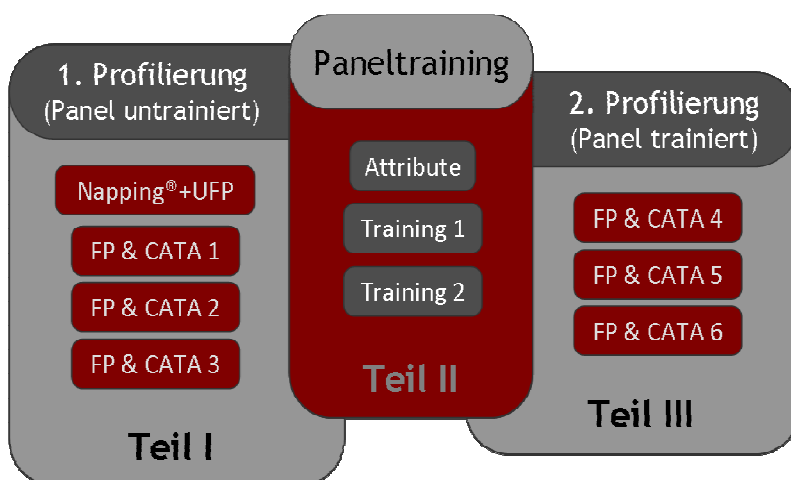 1. Profilierung
(Panel untrainiert)
Napping®+UFP
FP & CATA 1
FP & CATA 2
FP & CATA 3
Teil I
Paneltraining
Attribute
Training 1
Training 2
Teil II
2. Profilierung
(Panel trainiert)
FP & CATA 4
FP & CATA 5
FP & CATA 6
Teil III